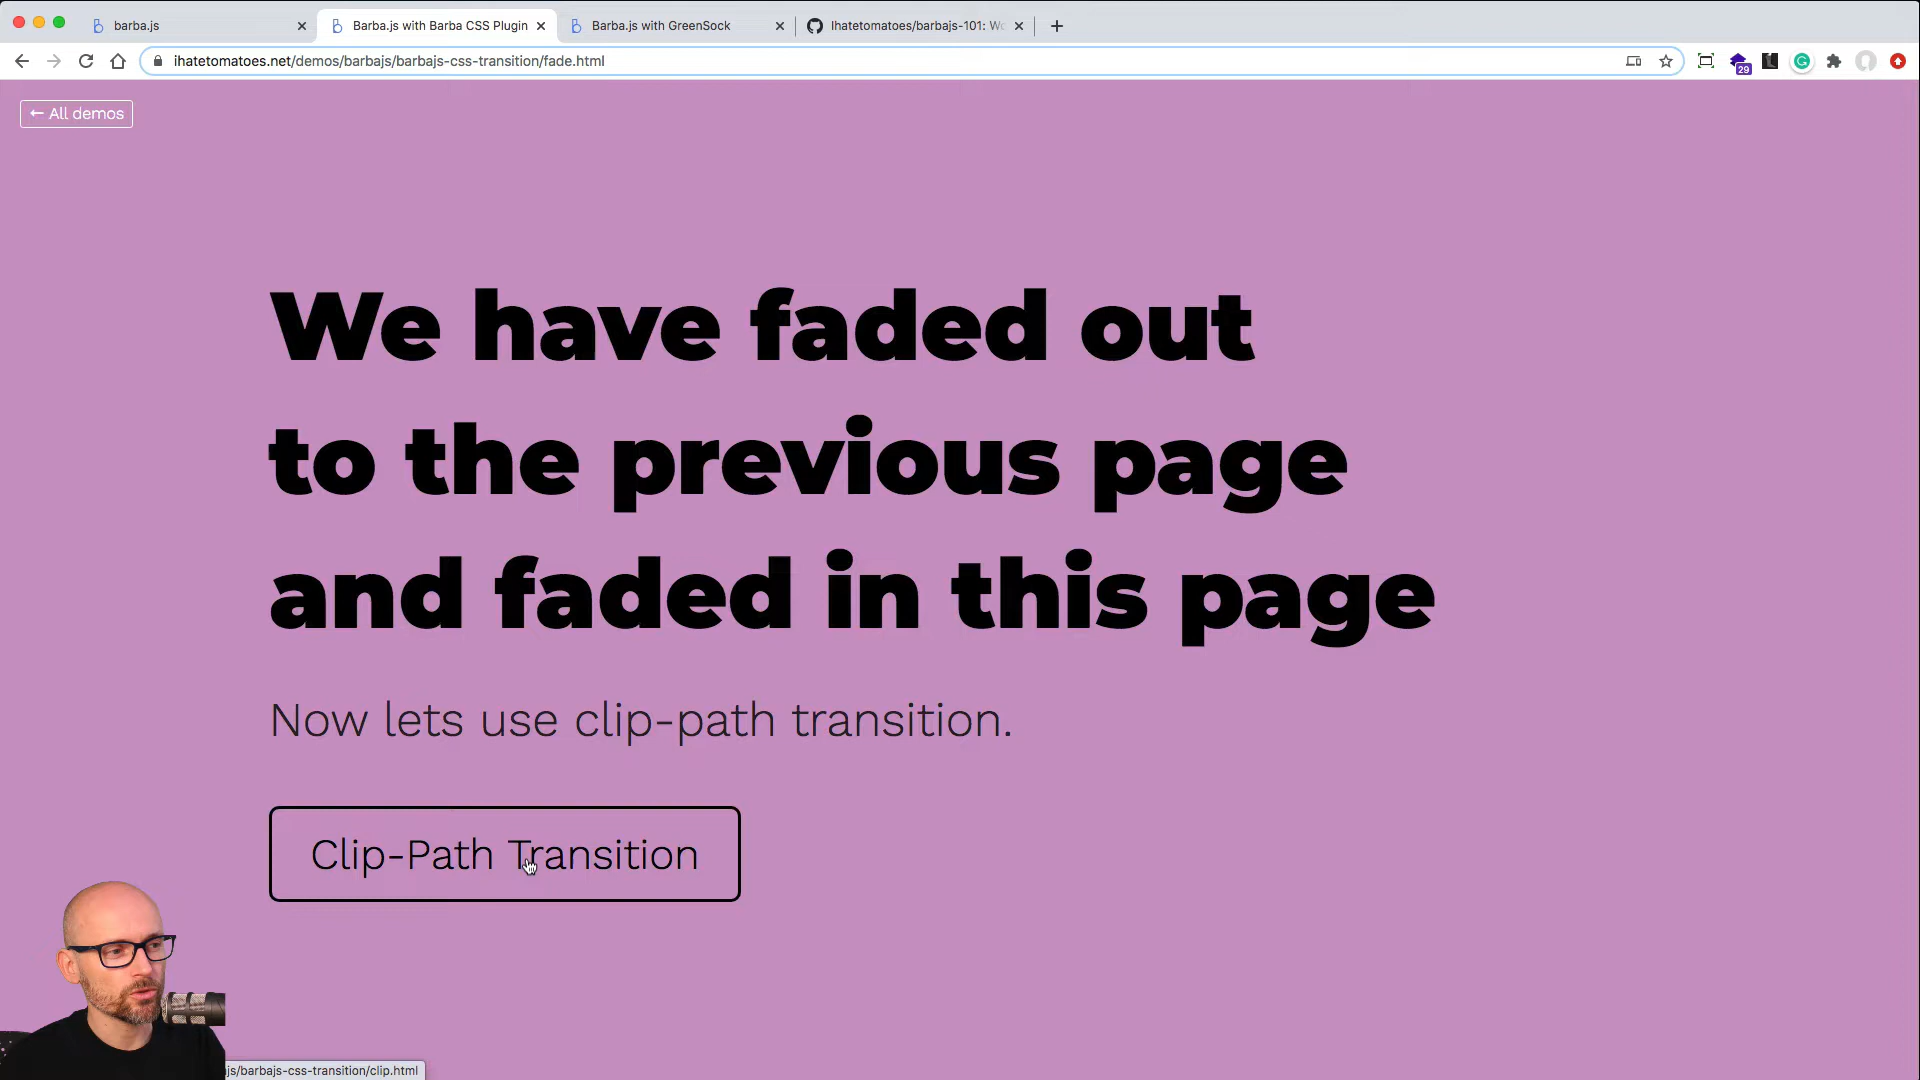 barba.js
Barba.js with Barba CSS Plugin
Barba.js with GreenSock
Ihatetomatoes/barbajs-101: Wo
ihatetomatoes.net/demos/barbajs/barbajs-css-transition/fade.html
29
← All demos
We have faded out
to the previous page
and faded in this page
Now lets use clip-path transition.
Clip-Path Transition
js/barbajs-css-transition/clip.html